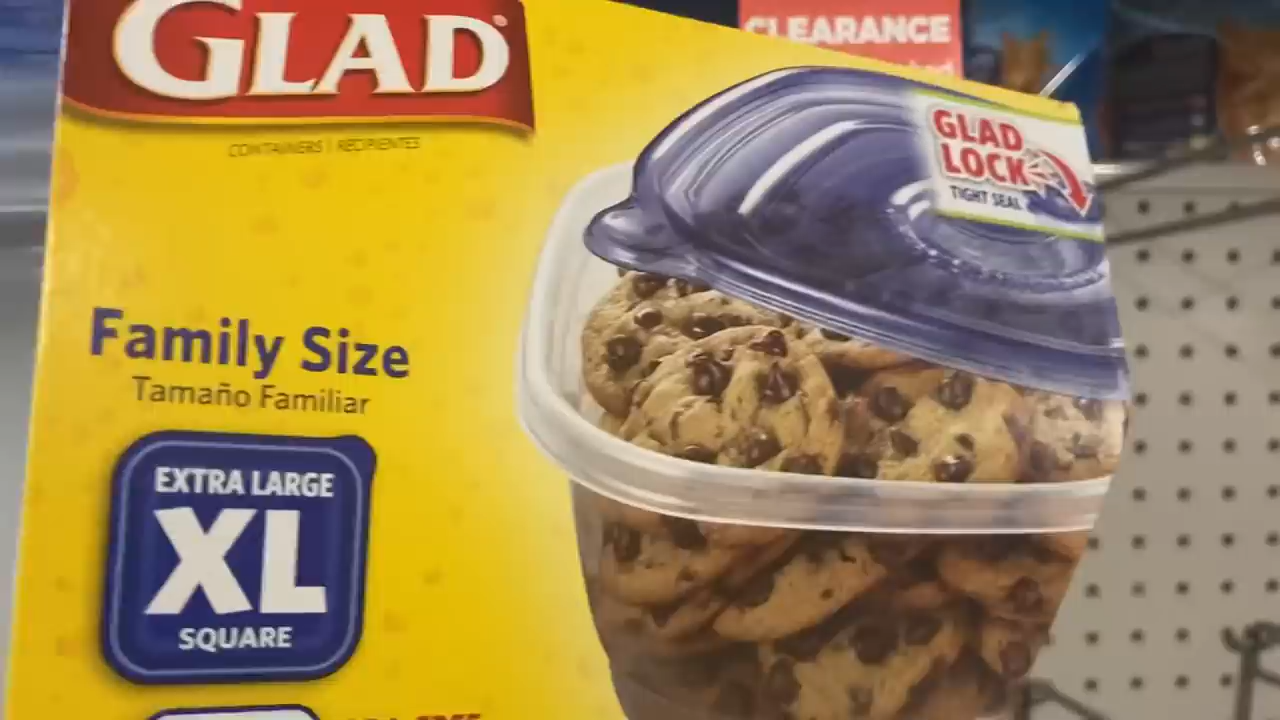 CLEARANCE
GLAD
CONTAINERS | RECIPIENTES
GLAD
LOCK
TIGHT SEAL
Family Size
Tamaño Familiar
EXTRA LARGE
XL
SQUARE